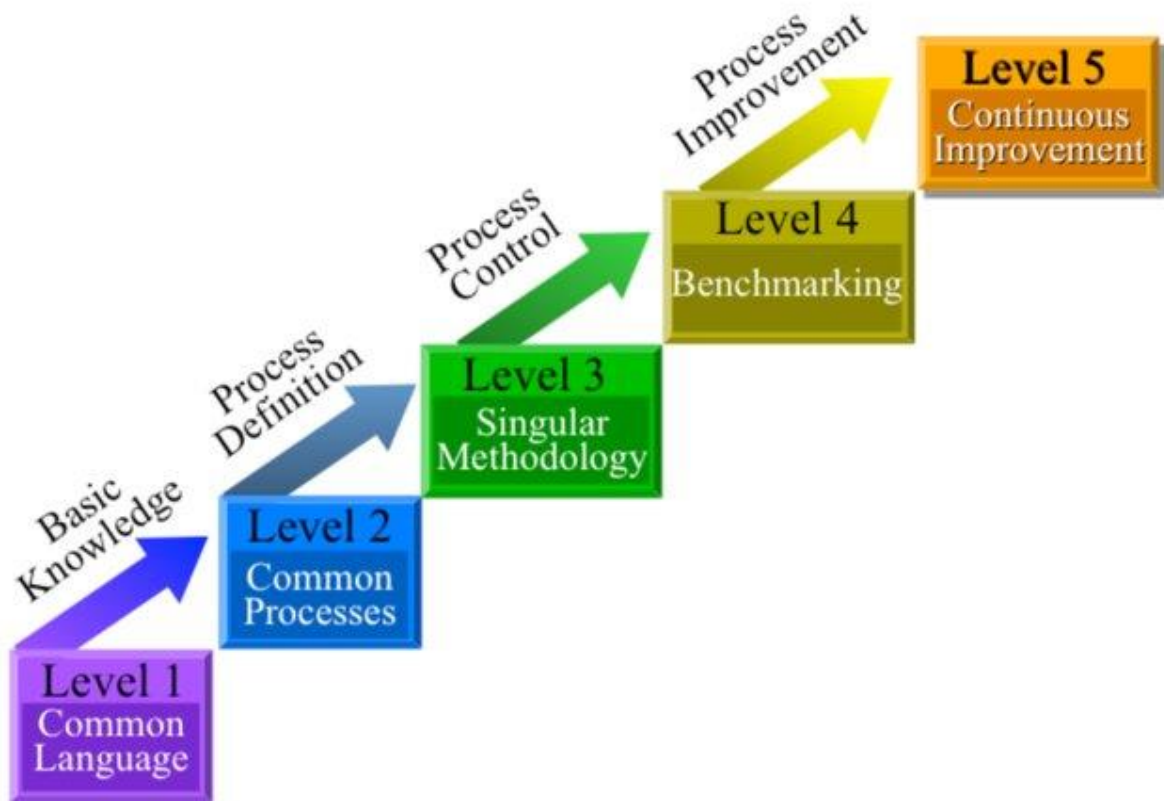 Level 1
Common
Language
Basic
Knowledge
Level 2
Common
Processes
Process
Definition
Level 3
Singular
Methodology
Process
Control
Level 4
Benchmarking
Process
Improvement
Level 5
Continuous
Improvement